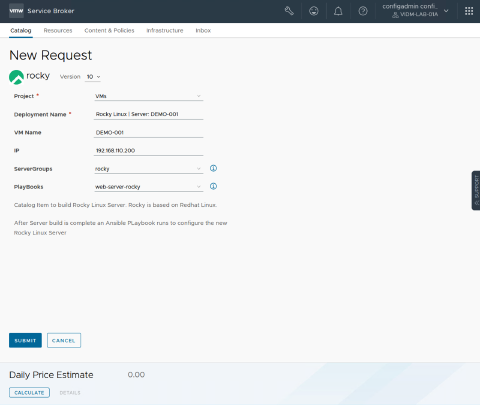 vmw Service Broker
configadmin confi...
VIDM-LAB-01A
Catalog Resources Content & Policies Infrastructure Inbox
New Request
rocky Version 10
Project * VMs
Deployment Name * Rocky Linux | Server: DEMO-001
VM Name DEMO-001
IP 192.168.110.200
ServerGroups rocky
PlayBooks web-server-rocky
Catalog Item to build Rocky Linux Server. Rocky is based on Redhat Linux.
After Server build is complete an Ansible PLaybook runs to configure the new
Rocky Linux Server
SUPPORT
SUBMIT CANCEL
Daily Price Estimate 0.00
CALCULATE DETAILS